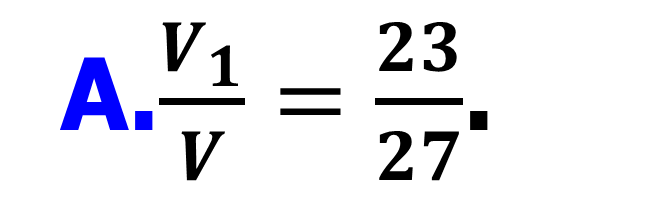 A. V₁/V = 23/27.